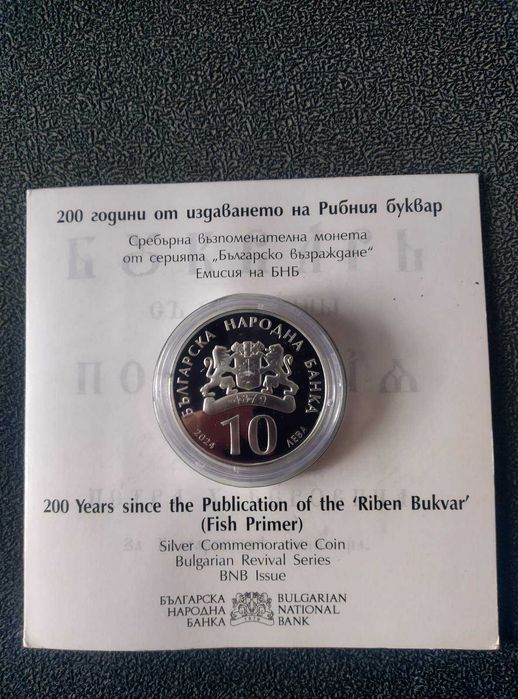 200 години от издаването на Рибния буквар
Сребърна възпоменателна монета
от серията „Българско възраждане“
Емисия на БНБ
БЪЛГАРСКА НАРОДНА БАНКА
1879
2024
10
ЛЕВА
200 Years since the Publication of the ‘Riben Bukvar’
(Fish Primer)
Silver Commemorative Coin
Bulgarian Revival Series
BNB Issue
БЪЛГАРСКА
НАРОДНА
БАНКА
BULGARIAN
NATIONAL
BANK
1879